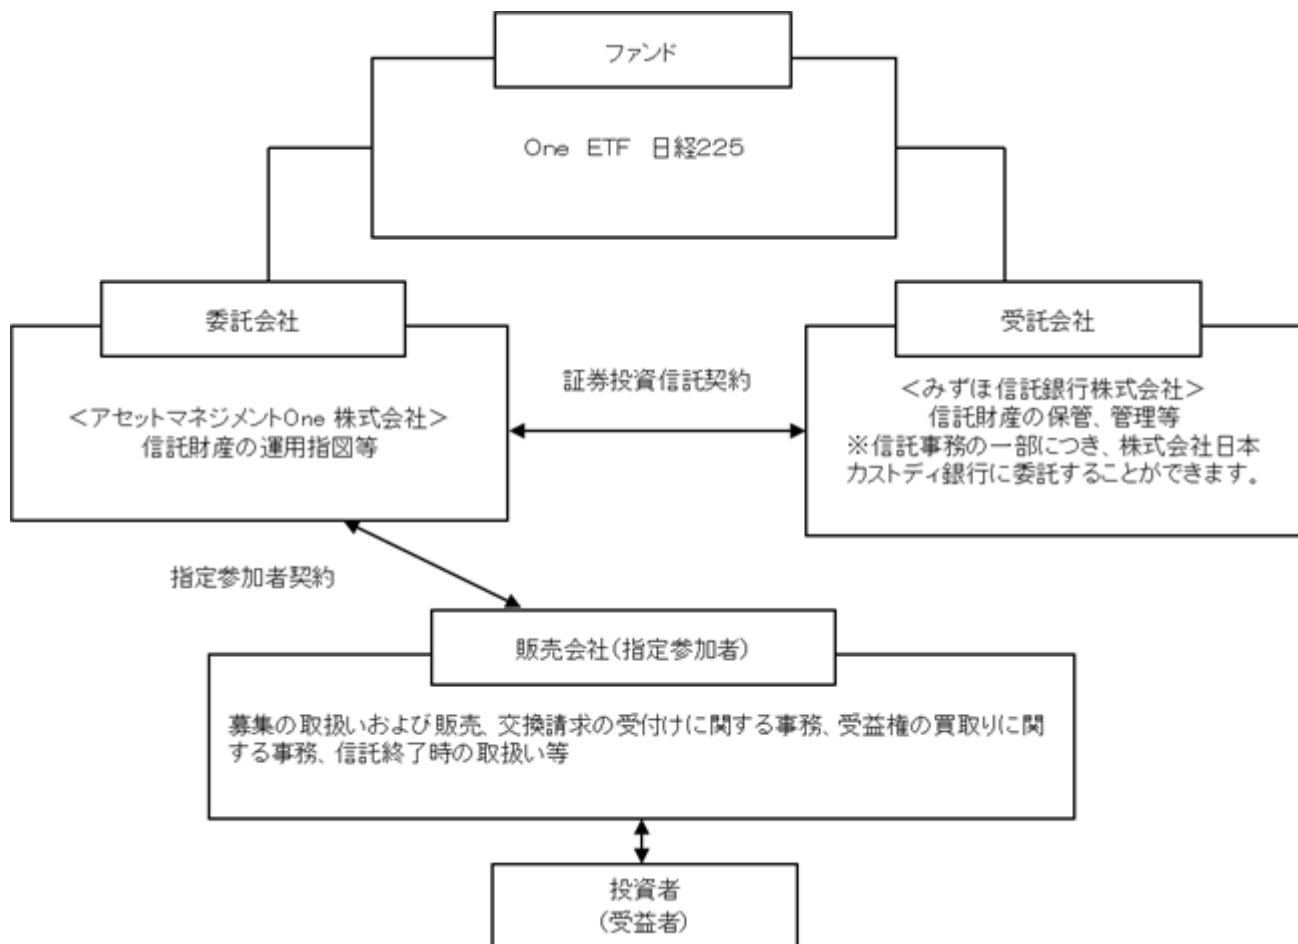 ファンド
One ETF 日経225
委託会社
受託会社
証券投資信託契約
＜アセットマネジメントOne 株式会社＞
信託財産の運用指図等
＜みずほ信託銀行株式会社＞
信託財産の保管、管理等
※信託事務の一部につき、株式会社日本
カストディ銀行に委託することができます。
指定参加者契約
販売会社(指定参加者)
募集の取扱いおよび販売、交換請求の受付けに関する事務、受益権の買取りに関
する事務、信託終了時の取扱い等
投資者
(受益者)